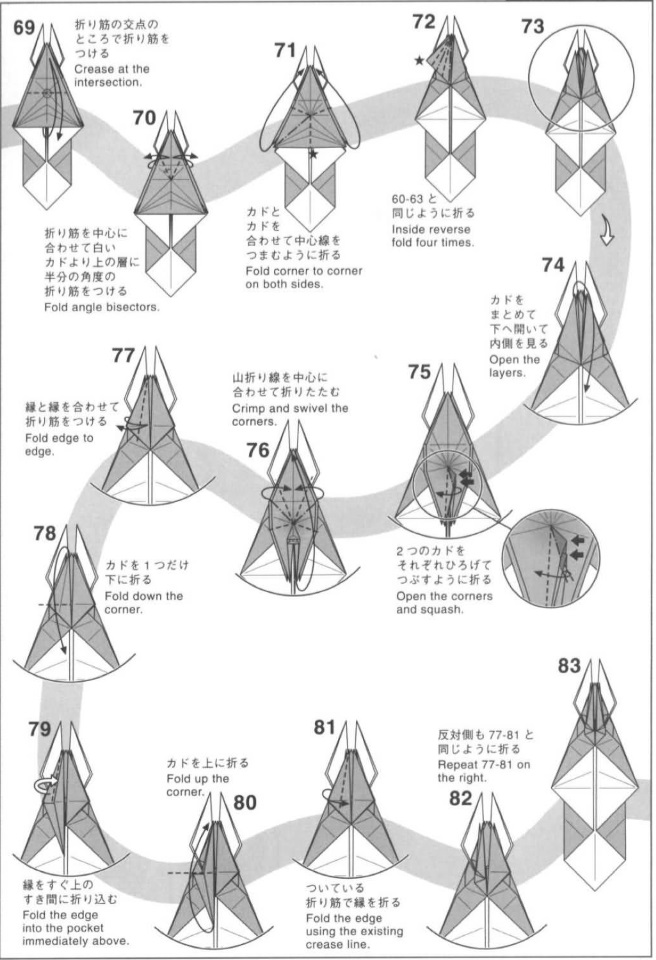 69
折り筋の交点の
ところで折り筋を
つける
Crease at the
intersection.
70
折り筋を中心に
合わせて白い
カドより上の層に
半分の角度の
折り筋をつける
Fold angle bisectors.
71
★
カドと
カドを
合わせて中心線を
つまむように折る
Fold corner to corner
on both sides.
72
★
60-63 と
同じように折る
Inside reverse
fold four times.
73
74
カドを
まとめて
下へ開いて
内側を見る
Open the
layers.
75
2つのカドを
それぞれひろげて
つぶすように折る
Open the corners
and squash.
山折り線を中心に
合わせて折りたたむ
Crimp and swivel the
corners.
76
77
縁と縁を合わせて
折り筋をつける
Fold edge to
edge.
78
カドを1つだけ
下に折る
Fold down the
corner.
79
縁をすぐ上の
すき間に折り込む
Fold the edge
into the pocket
immediately above.
カドを上に折る
Fold up the
corner.
80
81
ついている
折り筋で縁を折る
Fold the edge
using the existing
crease line.
反対側も 77-81 と
同じように折る
Repeat 77-81 on
the right.
82
83